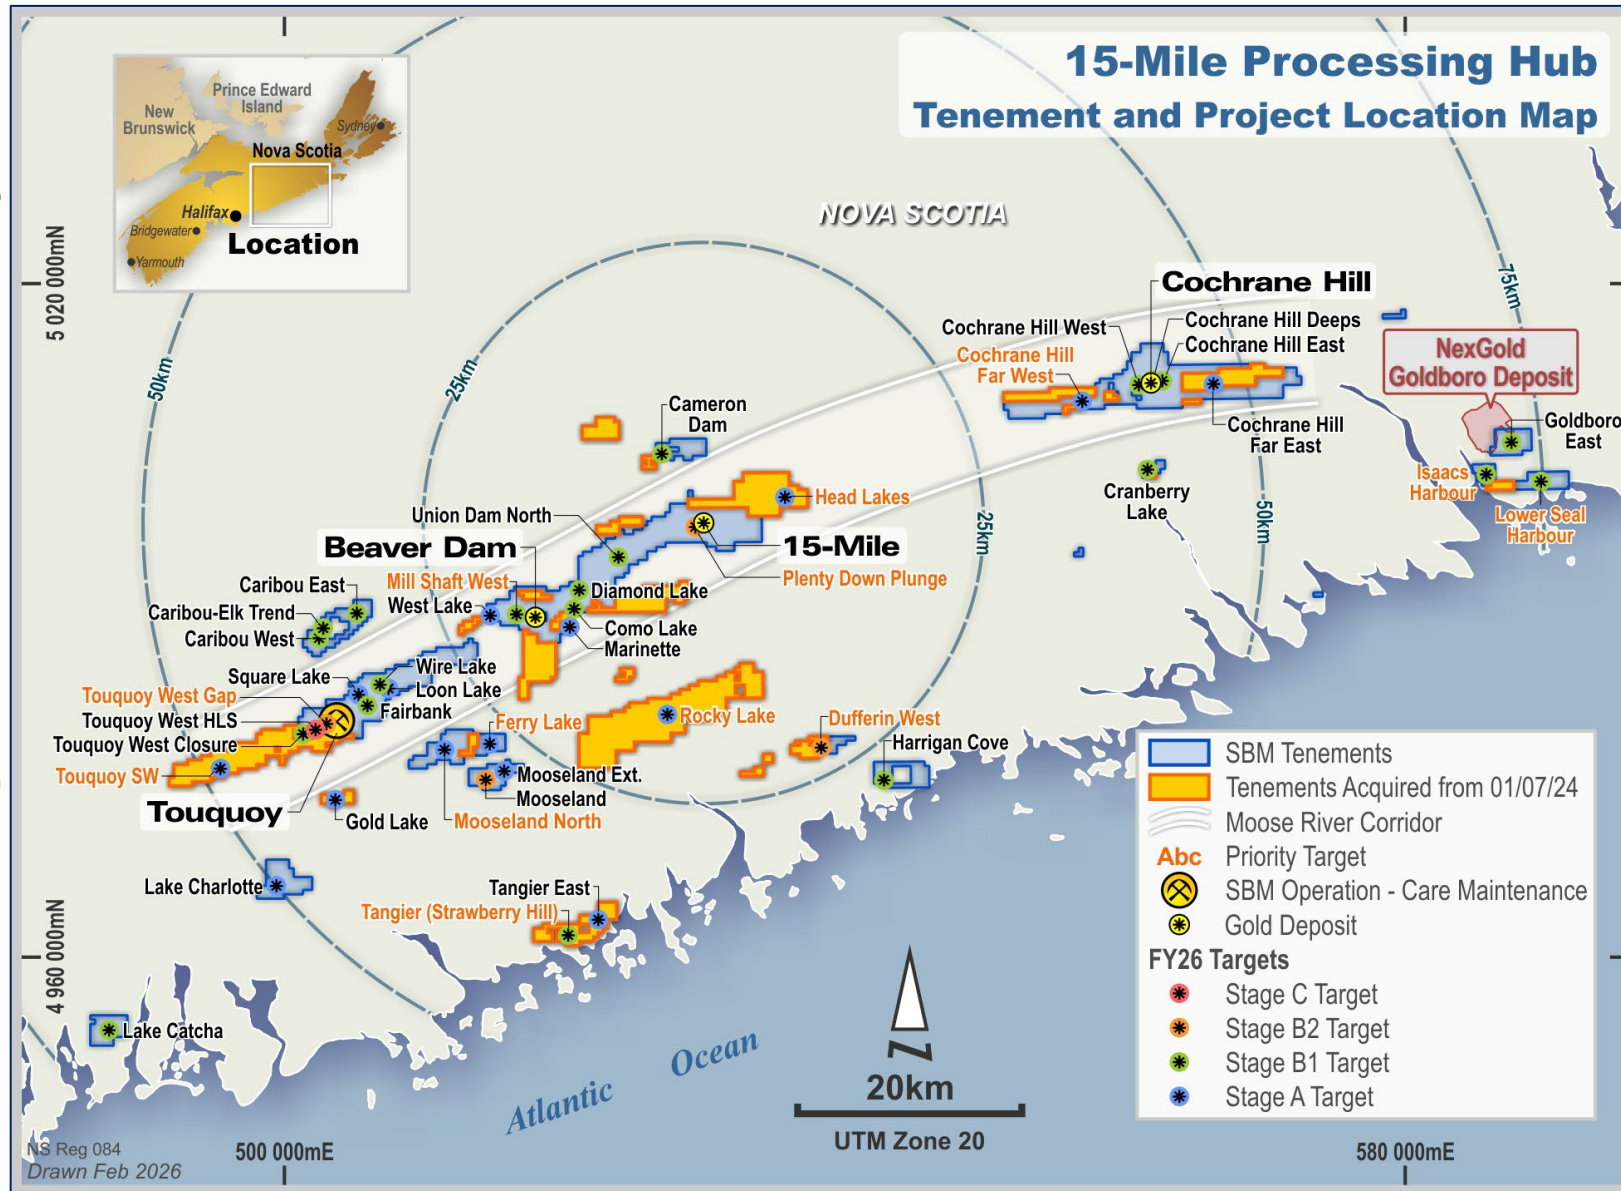 15-Mile Processing Hub
Tenement and Project Location Map
Prince Edward
Island
New
Brunswick
Sydney
Nova Scotia
Halifax
Bridgewater
Location
Yarmouth
NOVA SCOTIA
5 020 000mN
4 960 000mN
500 000mE
580 000mE
50km
25km
25km
50km
75km
Cochrane Hill
Cochrane Hill West
Cochrane Hill Deeps
Cochrane Hill East
Cochrane Hill
Far West
Cochrane Hill
Far East
NexGold
Goldboro Deposit
Goldboro
East
Isaacs
Harbour
Lower Seal
Harbour
Cranberry
Lake
Cameron
Dam
Head Lakes
Union Dam North
15-Mile
Plenty Down Plunge
Beaver Dam
Mill Shaft West
West Lake
Diamond Lake
Como Lake
Marinette
Caribou East
Caribou-Elk Trend
Caribou West
Square Lake
Wire Lake
Loon Lake
Fairbank
Touquoy West Gap
Touquoy West HLS
Touquoy West Closure
Touquoy SW
Touquoy
Ferry Lake
Rocky Lake
Dufferin West
Harrigan Cove
Mooseland Ext.
Mooseland
Mooseland North
Gold Lake
Lake Charlotte
Tangier East
Tangier (Strawberry Hill)
Lake Catcha
Atlantic Ocean
20km
UTM Zone 20
N
SBM Tenements
Tenements Acquired from 01/07/24
Moose River Corridor
Abc Priority Target
SBM Operation - Care Maintenance
Gold Deposit
FY26 Targets
Stage C Target
Stage B2 Target
Stage B1 Target
Stage A Target
NS Reg 084
Drawn Feb 2026